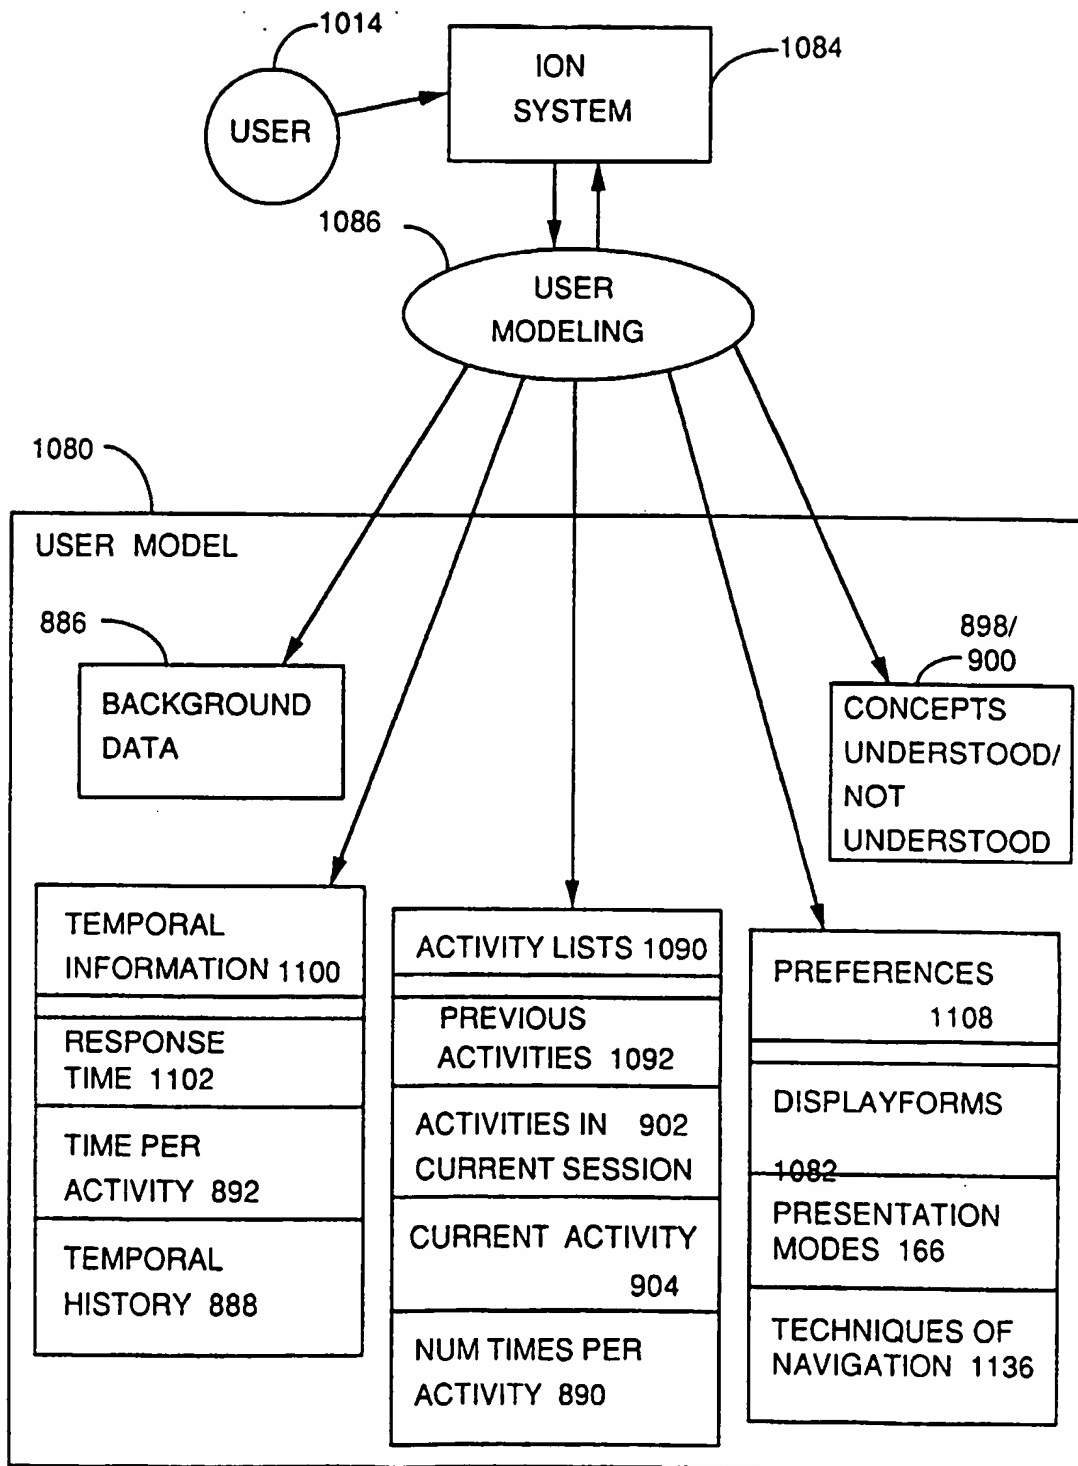 1014
ION
SYSTEM
1084
USER
1086
USER
MODELING
1080
USER MODEL
886
BACKGROUND
DATA
898/
900
CONCEPTS
UNDERSTOOD/
NOT
UNDERSTOOD
TEMPORAL
INFORMATION 1100
RESPONSE
TIME 1102
TIME PER
ACTIVITY 892
TEMPORAL
HISTORY 888
ACTIVITY LISTS 1090
PREVIOUS
ACTIVITIES 1092
ACTIVITIES IN 902
CURRENT SESSION
CURRENT ACTIVITY
904
NUM TIMES PER
ACTIVITY 890
PREFERENCES
1108
DISPLAYFORMS
1082
PRESENTATION
MODES 166
TECHNIQUES OF
NAVIGATION 1136